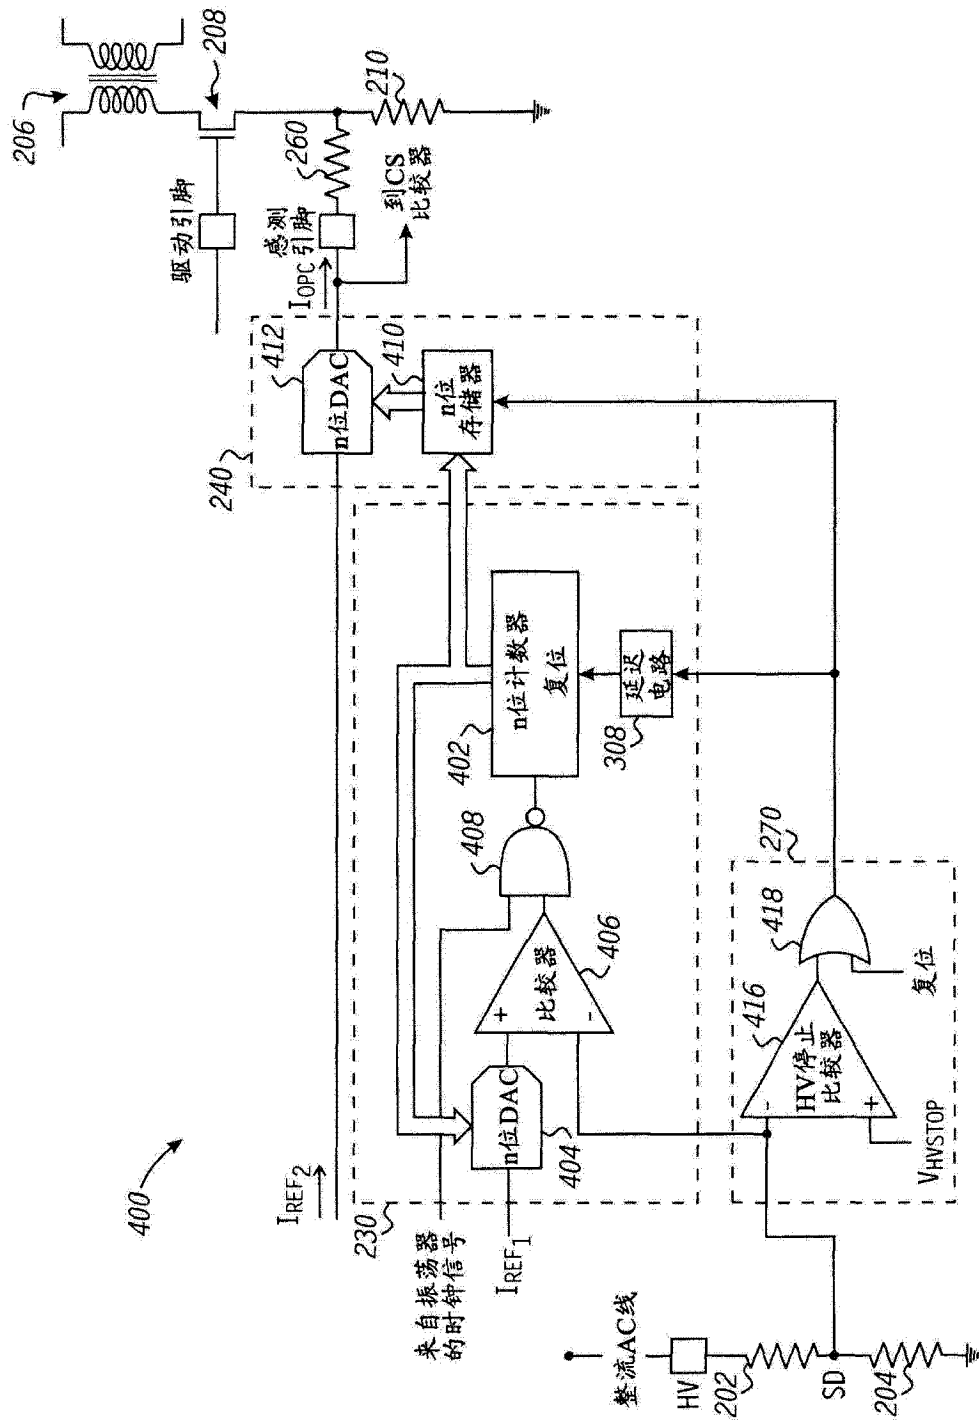 400
206
208
驱动引脚
感测
引脚
260
210
到CS
比较器
I_OPC
240
412
n位DAC
410
n位
存储器
I_REF2
230
来自振荡器
的时钟信号
I_REF1
n位DAC
404
+
-
比较器
406
408
402
n位计数器
复位
308
延迟
电路
270
-
+
HV停止
比较器
416
418
复位
V_HVSTOP
整流AC线
HV
202
SD
204